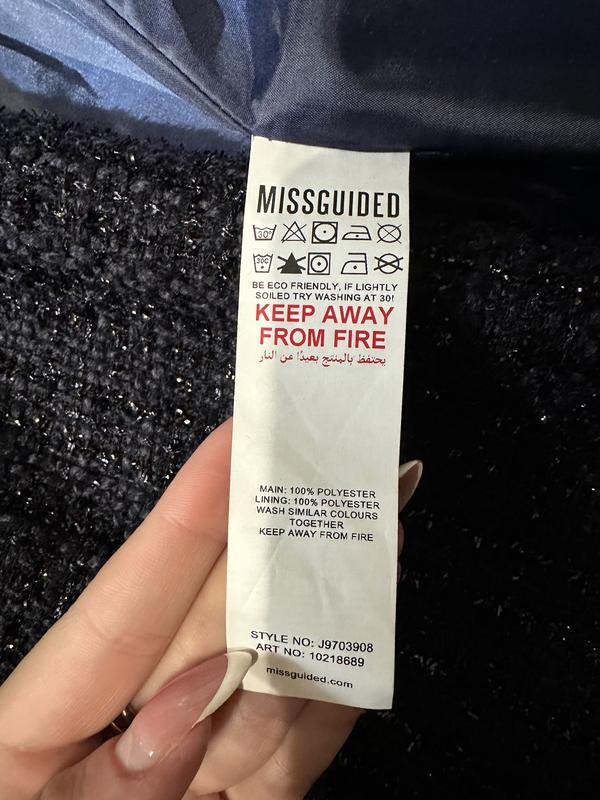 MISSGUIDED
30°
30C
BE ECO FRIENDLY, IF LIGHTLY
SOILED TRY WASHING AT 30!
KEEP AWAY
FROM FIRE
يحتفظ بالمنتج بعيدًا عن النار
MAIN: 100% POLYESTER
LINING: 100% POLYESTER
WASH SIMILAR COLOURS
TOGETHER
KEEP AWAY FROM FIRE
STYLE NO: J9703908
ART NO: 10218689
missguided.com